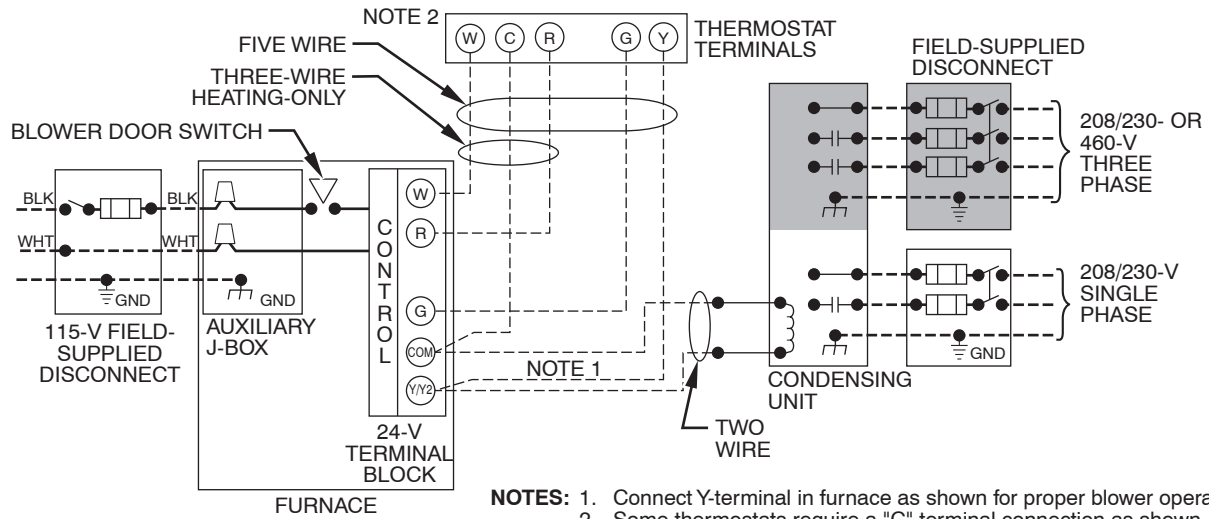 NOTE 2
W C R G Y
THERMOSTAT
TERMINALS
FIVE WIRE
THREE-WIRE
HEATING-ONLY
BLOWER DOOR SWITCH
FIELD-SUPPLIED
DISCONNECT
208/230- OR
460-V
THREE
PHASE
BLK
BLK
WHT
WHT
GND
GND
115-V FIELD-
SUPPLIED
DISCONNECT
AUXILIARY
J-BOX
CONTROL
W
R
G
COM
Y/Y2
24-V
TERMINAL
BLOCK
FURNACE
NOTE 1
TWO
WIRE
CONDENSING
UNIT
208/230-V
SINGLE
PHASE
GND
NOTES: 1. Connect Y-terminal in furnace as shown for proper blower opera
2. Some thermostats require a "C" terminal connection as shown